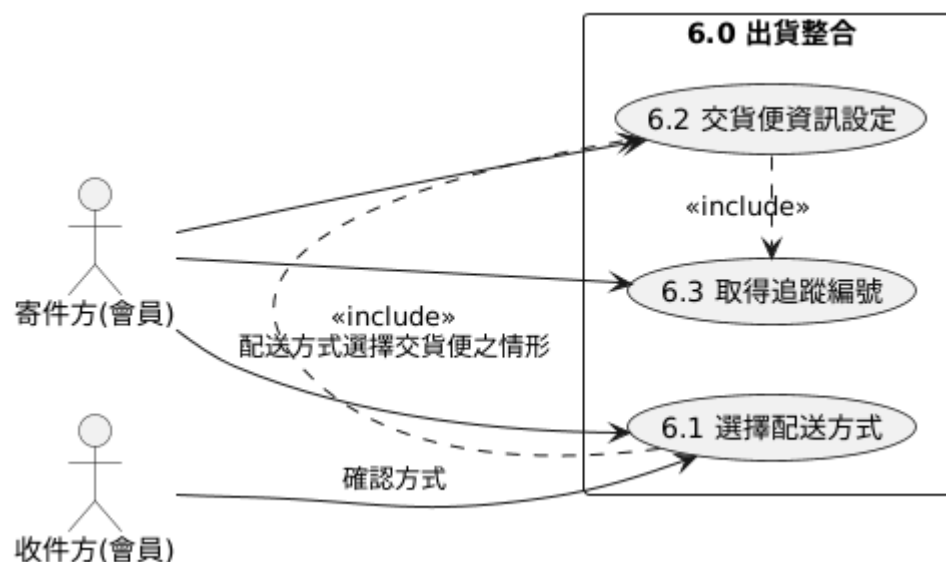 6.0 出貨整合
6.2 交貨便資訊設定
«include»
6.3 取得追蹤編號
寄件方(會員)
«include»
配送方式選擇交貨便之情形
6.1 選擇配送方式
確認方式
收件方(會員)